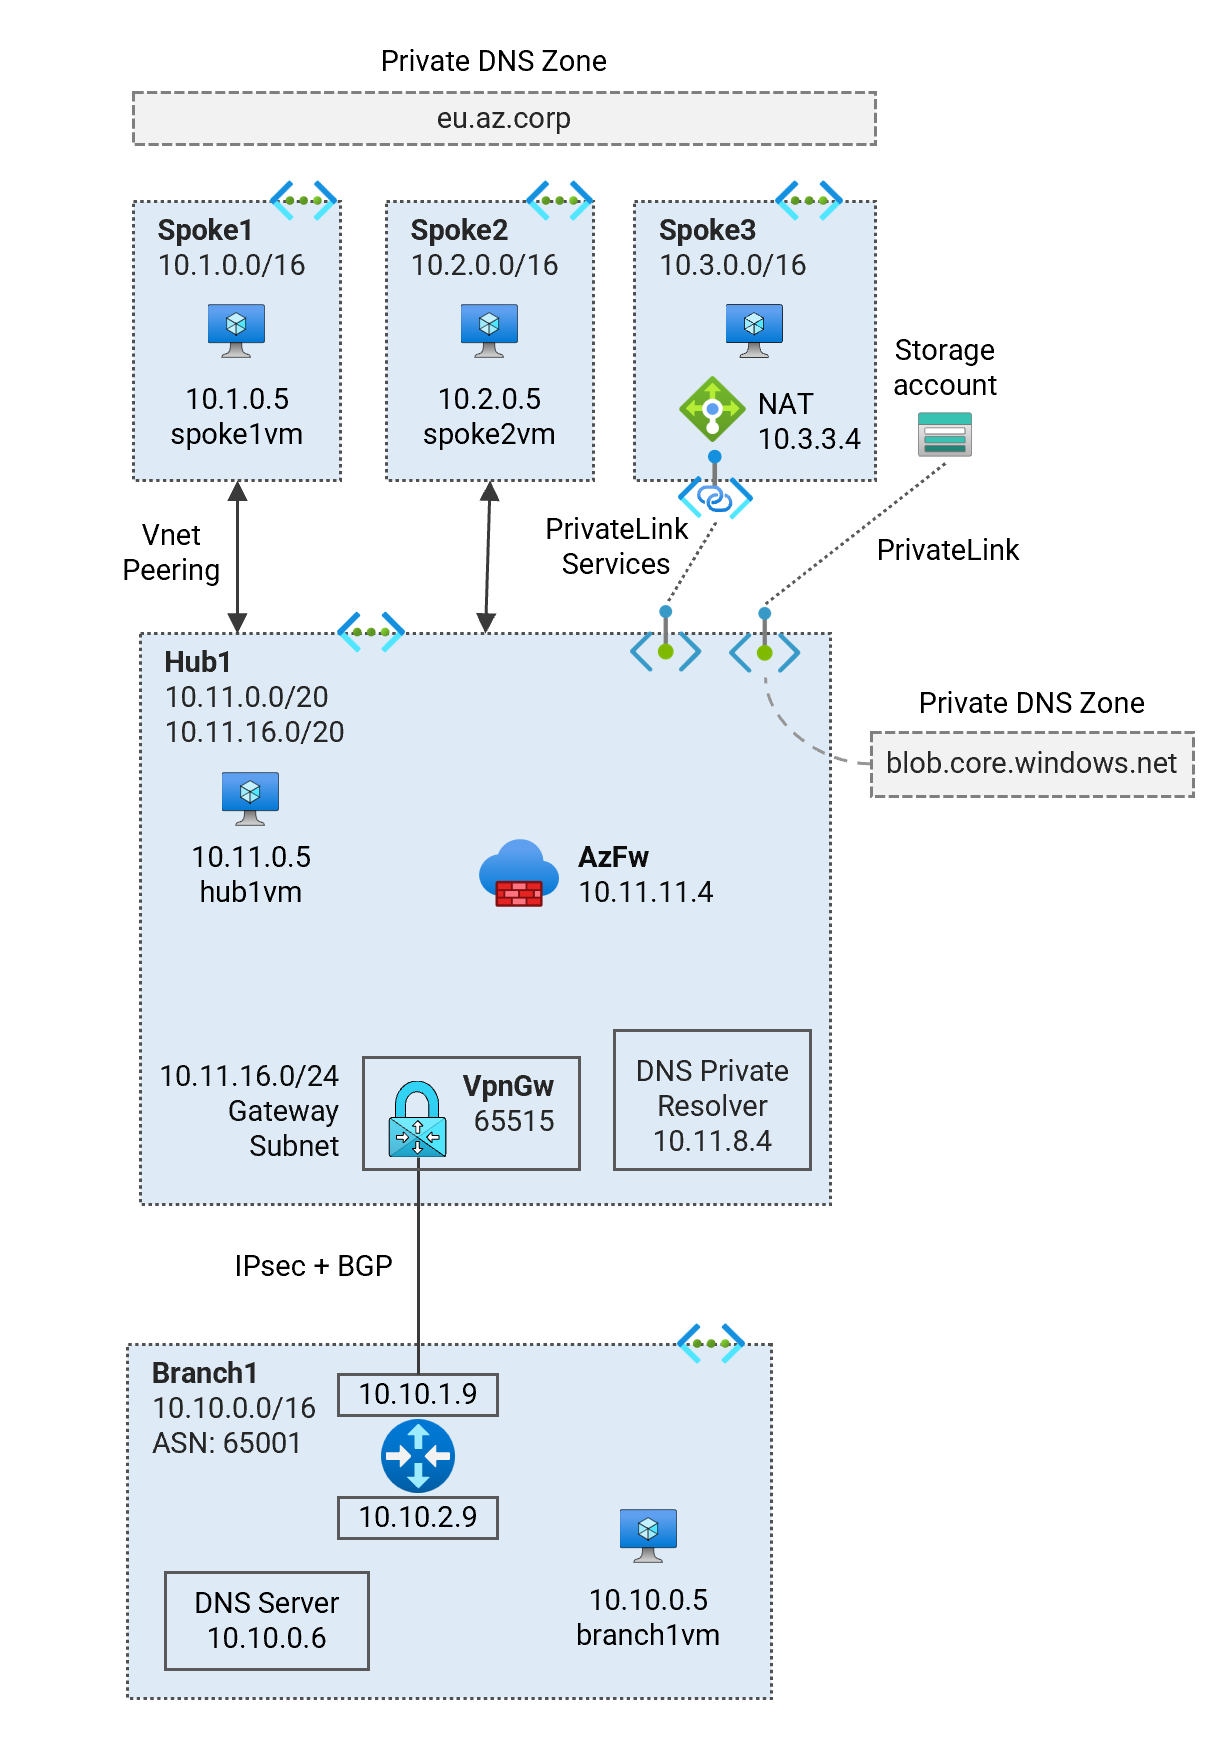 Private DNS Zone
eu.az.corp
Spoke1
10.1.0.0/16
10.1.0.5
spoke1vm
Spoke2
10.2.0.0/16
10.2.0.5
spoke2vm
Spoke3
10.3.0.0/16
NAT
10.3.3.4
Storage
account
Vnet
Peering
PrivateLink
Services
PrivateLink
Hub1
10.11.0.0/20
10.11.16.0/20
10.11.0.5
hub1vm
AzFw
10.11.11.4
Private DNS Zone
blob.core.windows.net
10.11.16.0/24
Gateway
Subnet
VpnGw
65515
DNS Private
Resolver
10.11.8.4
IPsec + BGP
Branch1
10.10.0.0/16
ASN: 65001
10.10.1.9
10.10.2.9
DNS Server
10.10.0.6
10.10.0.5
branch1vm